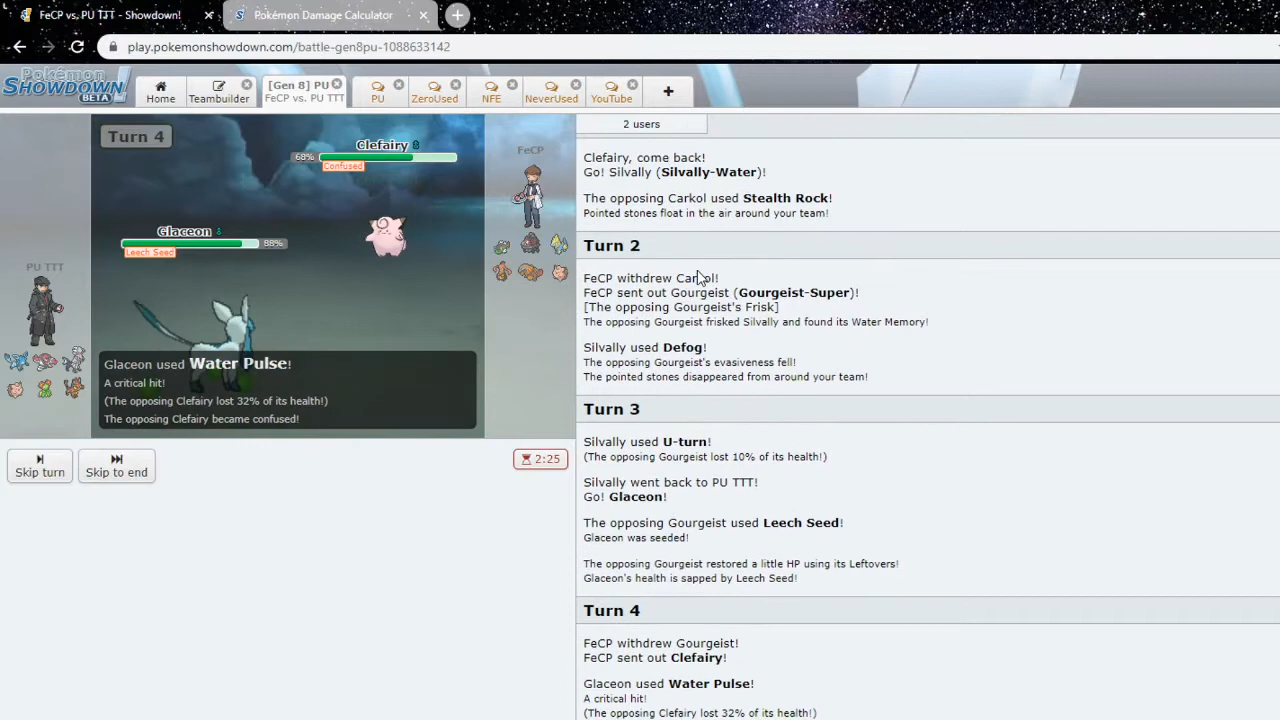 FeCP vs. PU TTT - Showdown!
Pokémon Damage Calculator
play.pokemonshowdown.com/battle-gen8pu-1088633142
Pokémon
SHOWDOWN!
BETA
Home
Teambuilder
[Gen 8] PU
FeCP vs. PU TTT
PU
ZeroUsed
NFE
NeverUsed
YouTube
Turn 4
Clefairy
68%
Confused
Glaceon
88%
Leech Seed
FeCP
PU TTT
Glaceon used Water Pulse!
A critical hit!
(The opposing Clefairy lost 32% of its health!)
The opposing Clefairy became confused!
Skip turn
Skip to end
2:25
2 users
Clefairy, come back!
Go! Silvally (Silvally-Water)!
The opposing Carkol used Stealth Rock!
Pointed stones float in the air around your team!
Turn 2
FeCP withdrew Carkol!
FeCP sent out Gourgeist (Gourgeist-Super)!
[The opposing Gourgeist's Frisk]
The opposing Gourgeist frisked Silvally and found its Water Memory!
Silvally used Defog!
The opposing Gourgeist's evasiveness fell!
The pointed stones disappeared from around your team!
Turn 3
Silvally used U-turn!
(The opposing Gourgeist lost 10% of its health!)
Silvally went back to PU TTT!
Go! Glaceon!
The opposing Gourgeist used Leech Seed!
Glaceon was seeded!
The opposing Gourgeist restored a little HP using its Leftovers!
Glaceon's health is sapped by Leech Seed!
Turn 4
FeCP withdrew Gourgeist!
FeCP sent out Clefairy!
Glaceon used Water Pulse!
A critical hit!
(The opposing Clefairy lost 32% of its health!)